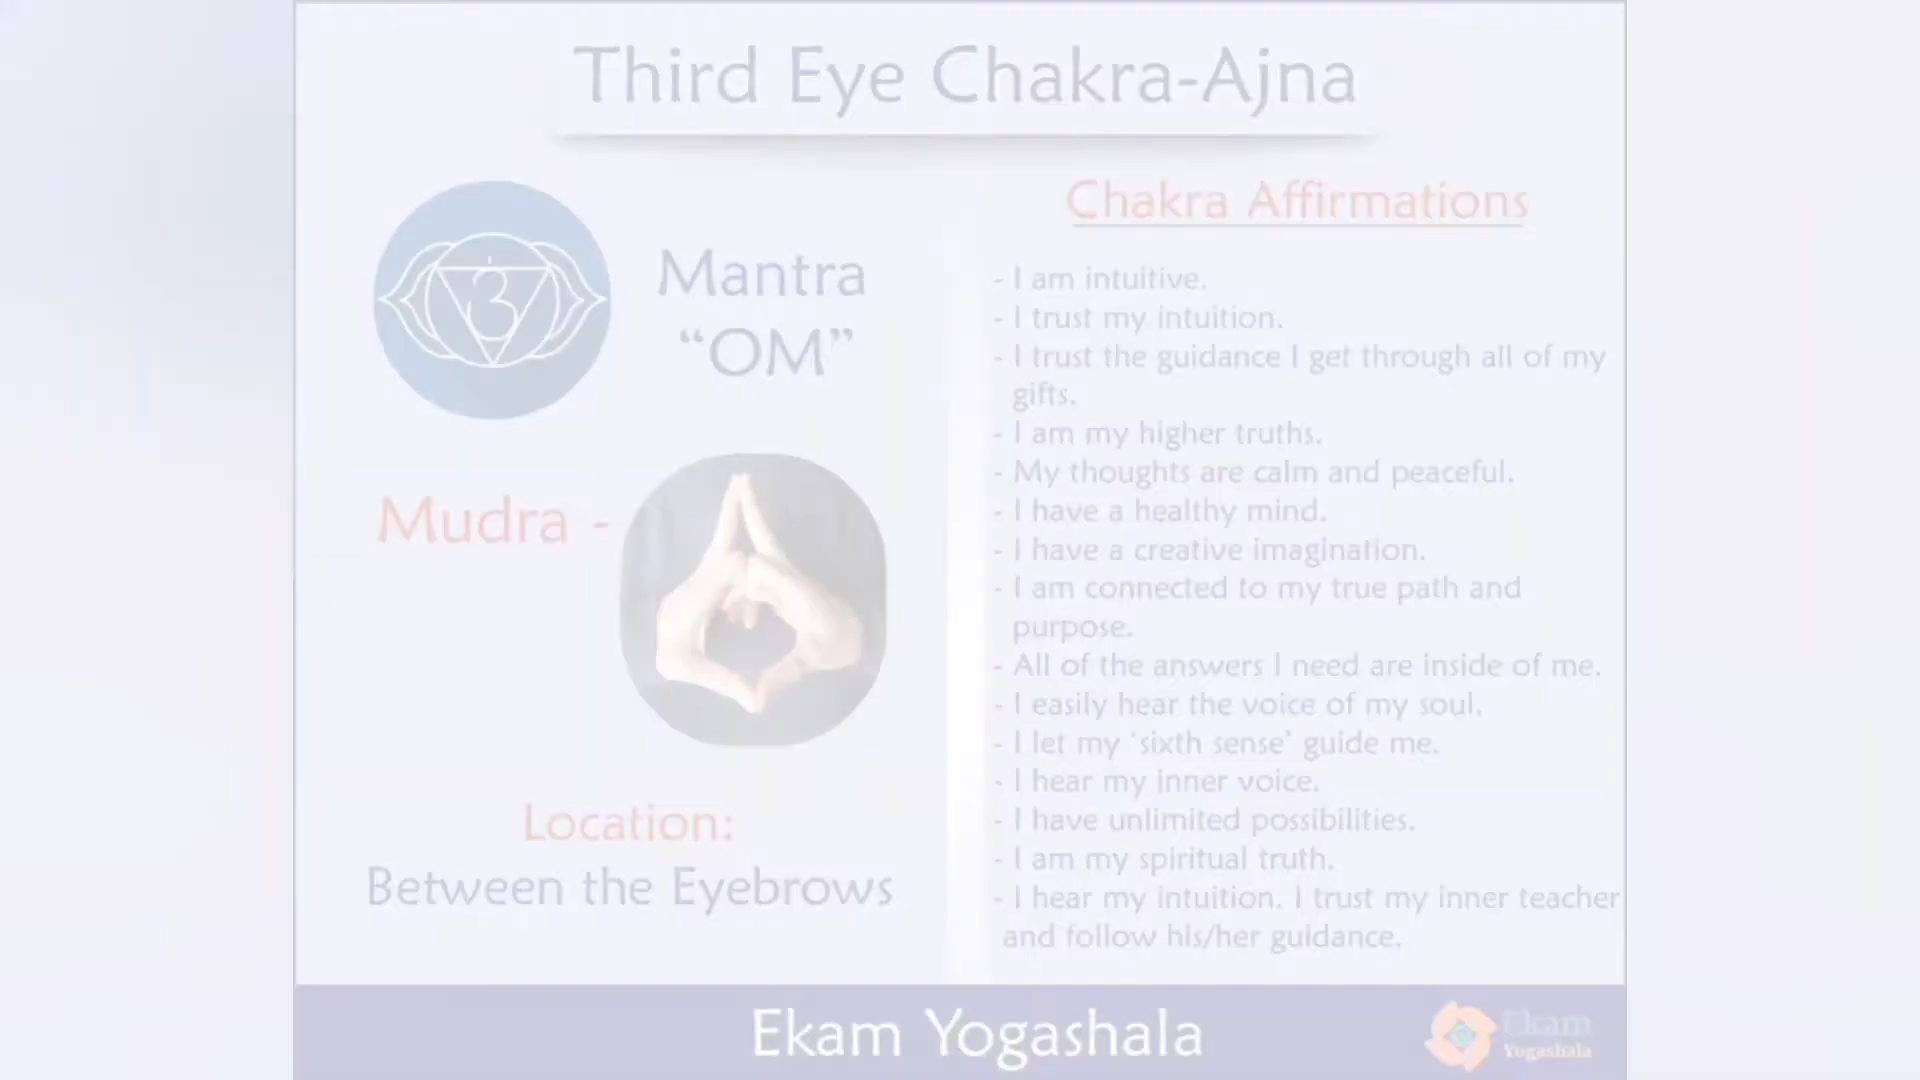 Third Eye Chakra-Ajna
Mantra
“OM”
Mudra -
Location:
Between the Eyebrows
Chakra Affirmations
- I am intuitive.
- I trust my intuition.
- I trust the guidance I get through all of my
gifts.
- I am my higher truths.
- My thoughts are calm and peaceful.
- I have a healthy mind.
- I have a creative imagination.
- I am connected to my true path and
purpose.
- All of the answers I need are inside of me.
- I easily hear the voice of my soul.
- I let my ‘sixth sense’ guide me.
- I hear my inner voice.
- I have unlimited possibilities.
- I am my spiritual truth.
- I hear my intuition. I trust my inner teacher
and follow his/her guidance.
Ekam Yogashala
Ekam
Yogashala